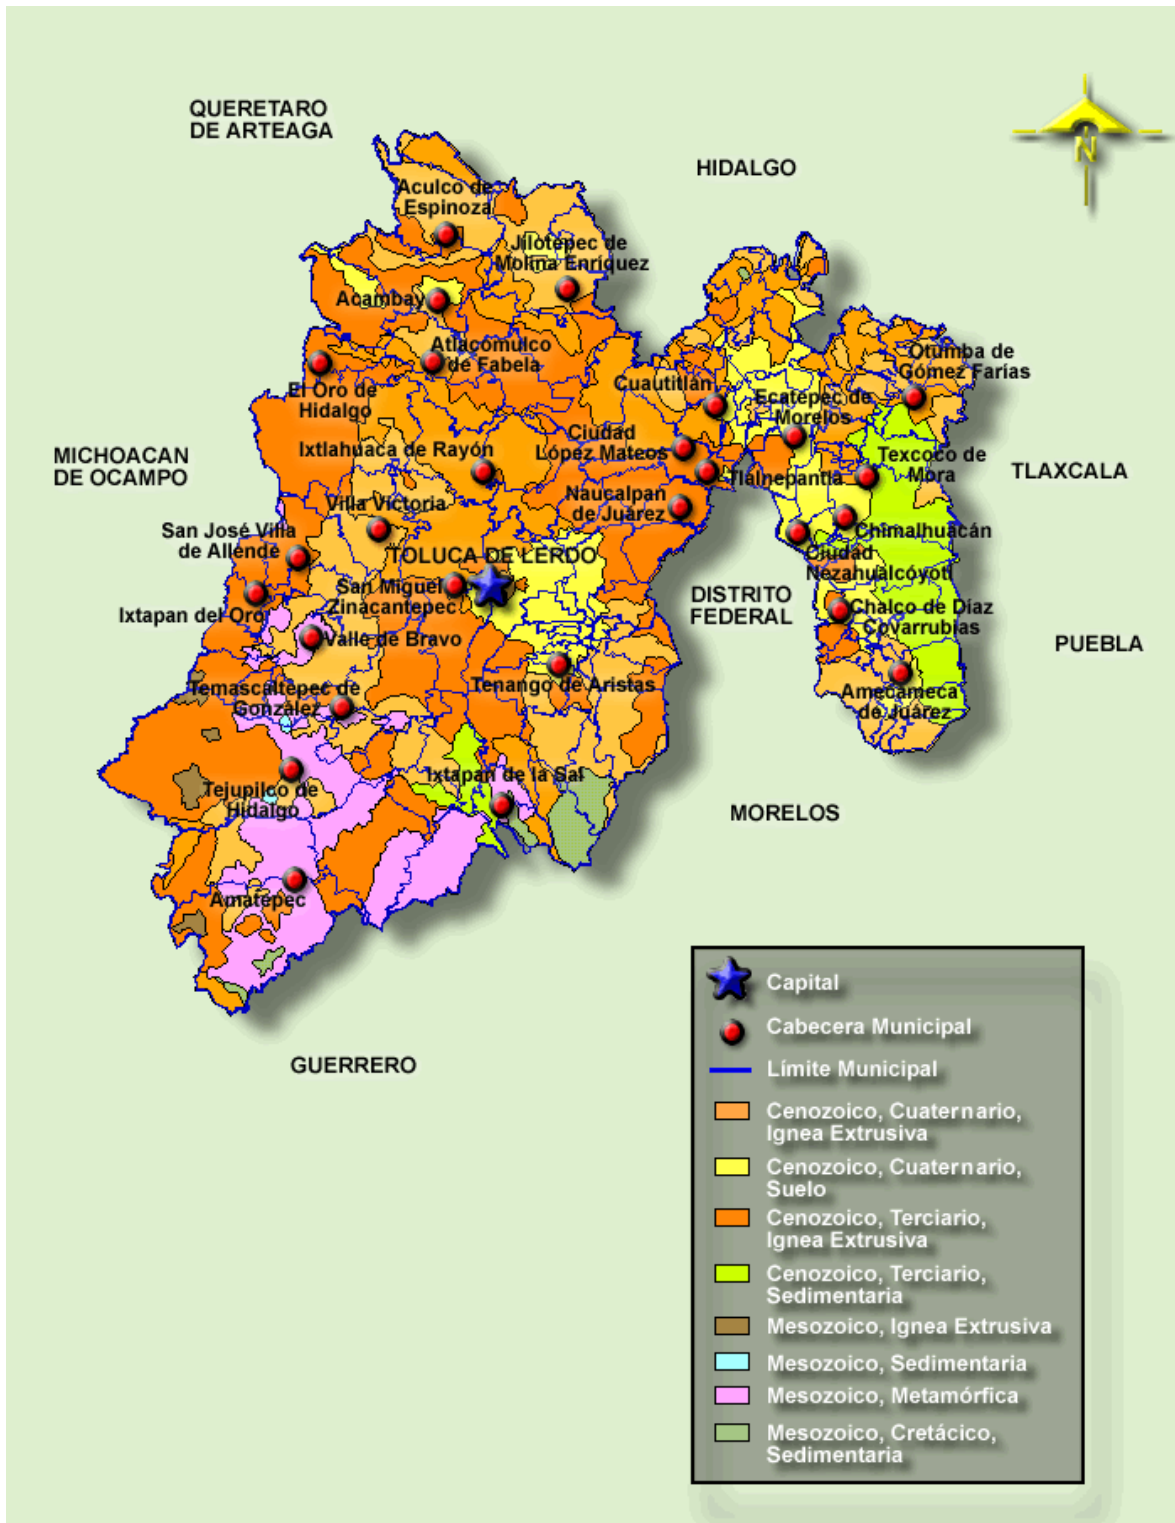 QUERETARO
DE ARTEAGA
HIDALGO
N
Aculco de
Espinoza
Jilotepec de
Molina Enríquez
Acambay
Atlacomulco
de Fabela
El Oro de
Hidalgo
Otumba de
Gómez Farías
Cuautitlán
Ecatepec de
Morelos
Ciudad
López Mateos
Ixtlahuaca de Rayón
MICHOACAN
DE OCAMPO
Texcoco de
Mora
TLAXCALA
Tlalnepantla
Naucalpan
de Juárez
Villa Victoria
San José Villa
de Allende
Chimalhuacán
TOLUCA DE LERDO
Ciudad
Nezahualcóyotl
San Miguel
Zinacantepec
DISTRITO
FEDERAL
Ixtapan del Oro
Chalco de Díaz
Covarrubias
Valle de Bravo
PUEBLA
Tenango de Aristas
Temascaltepec de
González
Amecameca
de Juárez
Ixtapan de la Sal
Tejupilco de
Hidalgo
MORELOS
Amatepec
GUERRERO
Capital
Cabecera Municipal
Límite Municipal
Cenozoico, Cuaternario,
Ignea Extrusiva
Cenozoico, Cuaternario,
Suelo
Cenozoico, Terciario,
Ignea Extrusiva
Cenozoico, Terciario,
Sedimentaria
Mesozoico, Ignea Extrusiva
Mesozoico, Sedimentaria
Mesozoico, Metamórfica
Mesozoico, Cretácico,
Sedimentaria